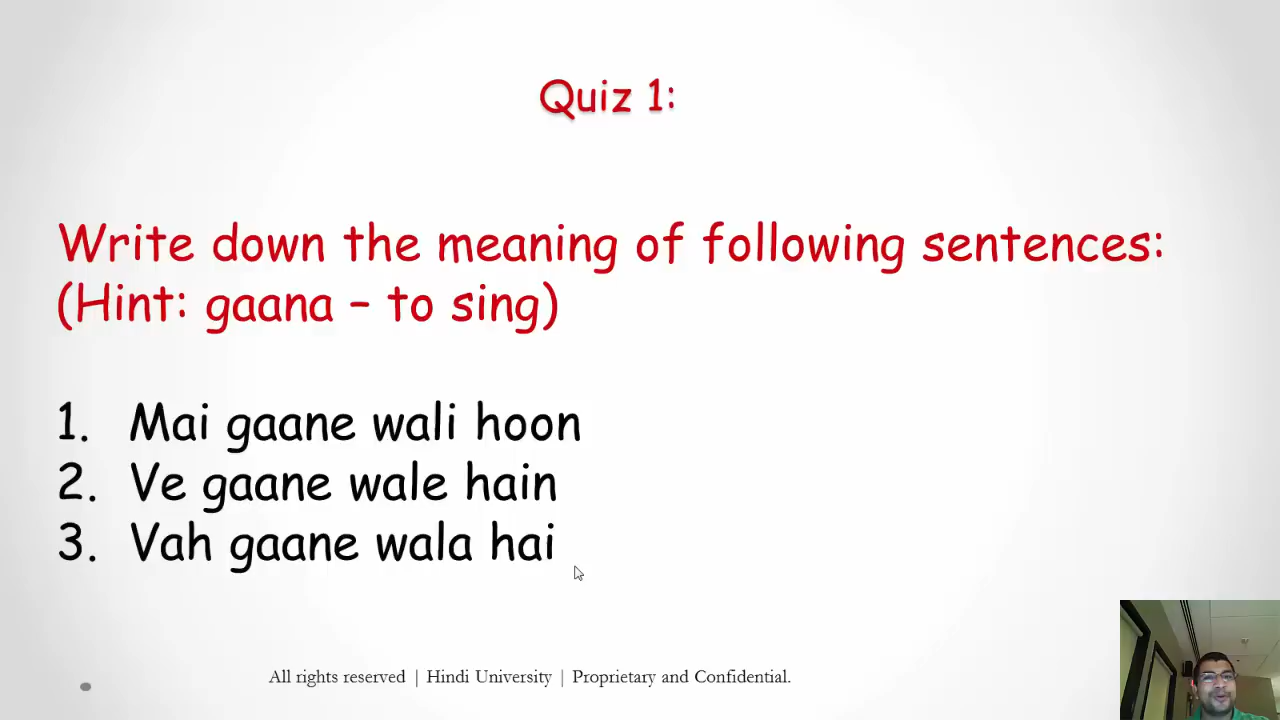 Quiz 1:
Write down the meaning of following sentences:
(Hint: gaana – to sing)
1. Mai gaane wali hoon
2. Ve gaane wale hain
3. Vah gaane wala hai
All rights reserved | Hindi University | Proprietary and Confidential.